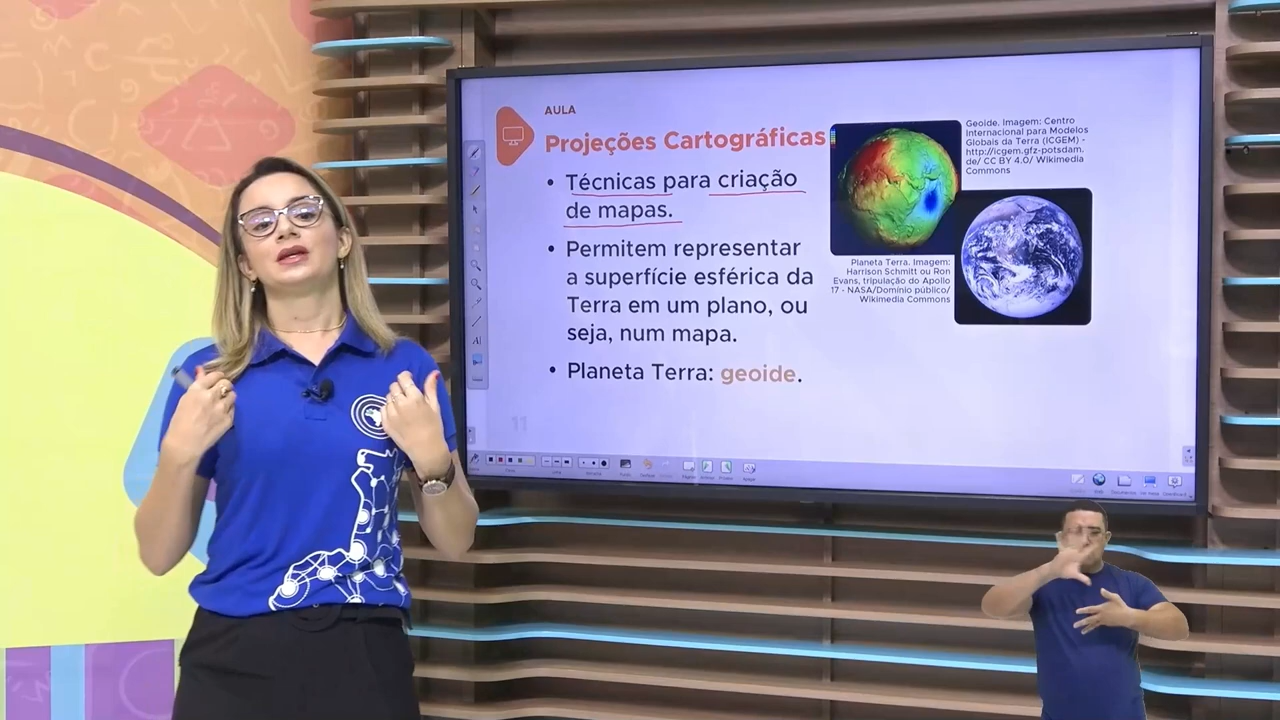 AULA
Projeções Cartográficas
• Técnicas para criação
de mapas.
• Permitem representar
a superfície esférica da
Terra em um plano, ou
seja, num mapa.
• Planeta Terra: geoide.
Geoide. Imagem: Centro
Internacional para Modelos
Globais da Terra (ICGEM) -
http://icgem.gfz-potsdam.
de/ CC BY 4.0/ Wikimedia
Commons
Planeta Terra. Imagem:
Harrison Schmitt ou Ron
Evans, tripulação do Apollo
17 - NASA/Domínio público/
Wikimedia Commons
11